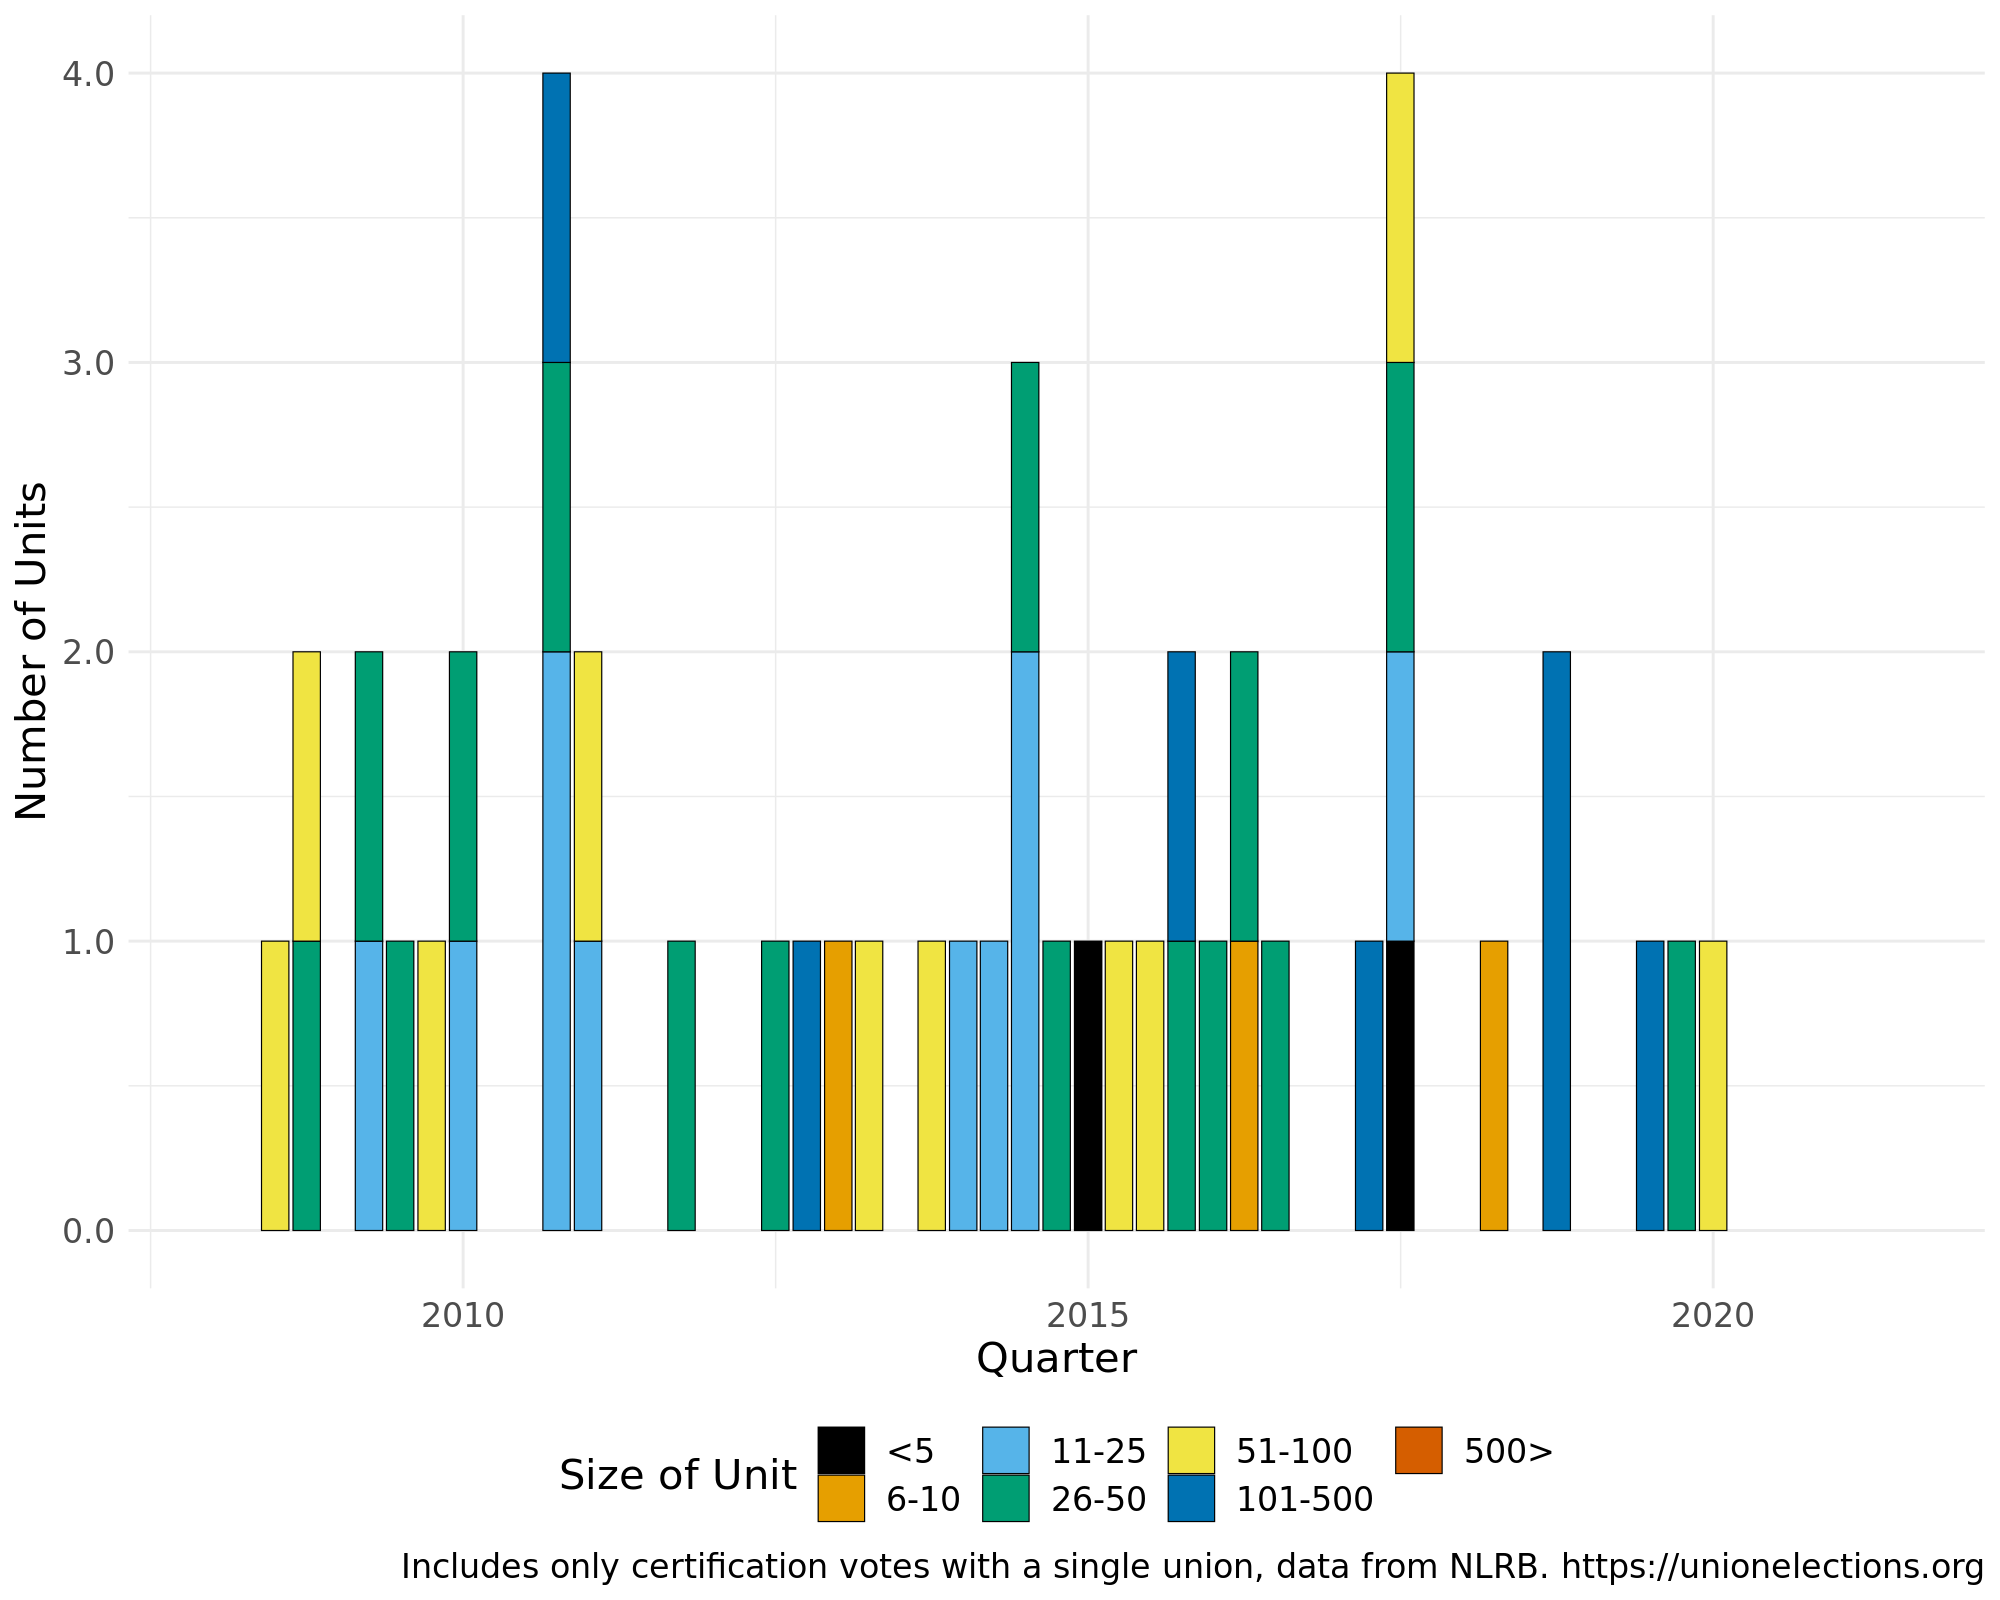 4.0
3.0
2.0
1.0
0.0
Number of Units
2010 2015 2020
Quarter
Size of Unit
<5 11-25 51-100 500>
6-10 26-50 101-500
Includes only certification votes with a single union, data from NLRB. https://unionelections.org